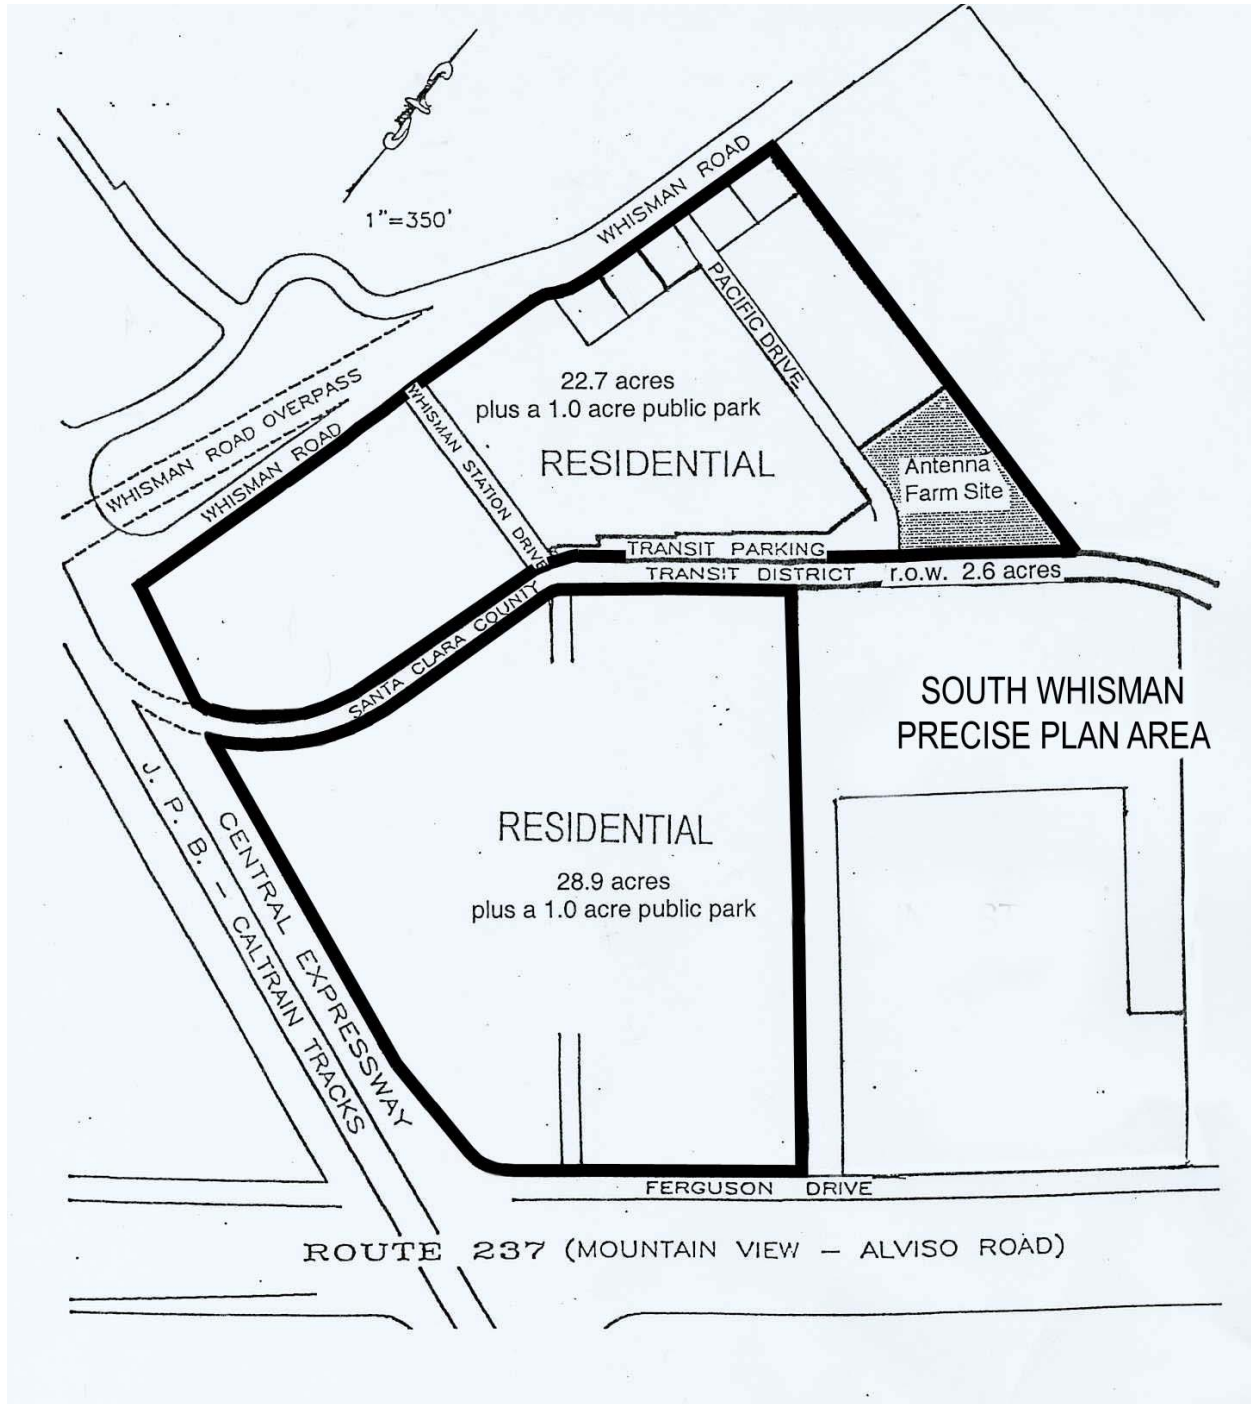 1"=350'
WHISMAN ROAD
PACIFIC DRIVE
22.7 acres
plus a 1.0 acre public park
RESIDENTIAL
WHISMAN ROAD OVERPASS
WHISMAN ROAD
WHISMAN STATION DRIVE
Antenna
Farm Site
TRANSIT PARKING
TRANSIT DISTRICT r.o.w. 2.6 acres
SANTA CLARA COUNTY
SOUTH WHISMAN
PRECISE PLAN AREA
RESIDENTIAL
28.9 acres
plus a 1.0 acre public park
J. P. B. – CALTRAIN TRACKS
CENTRAL EXPRESSWAY
FERGUSON DRIVE
ROUTE 237 (MOUNTAIN VIEW – ALVISO ROAD)